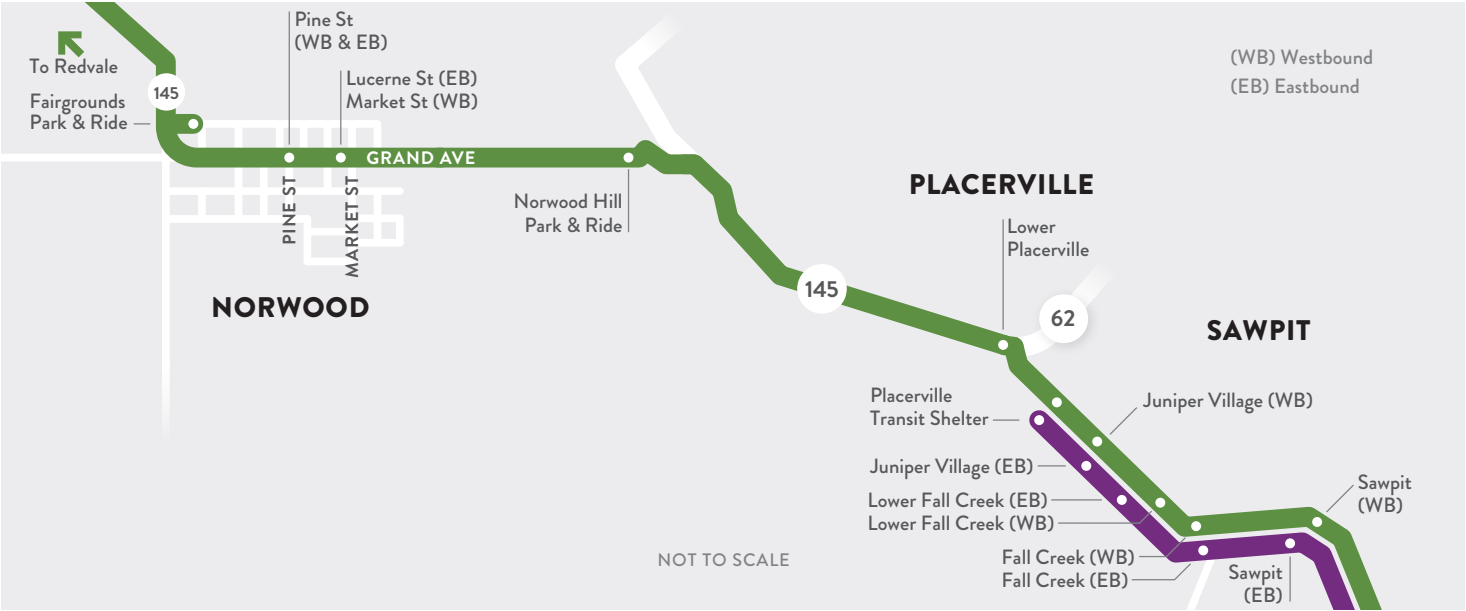 Pine St
(WB & EB)
To Redvale
145
Fairgrounds
Park & Ride
Lucerne St (EB)
Market St (WB)
(WB) Westbound
(EB) Eastbound
GRAND AVE
PINE ST
MARKET ST
Norwood Hill
Park & Ride
NORWOOD
PLACERVILLE
Lower
Placerville
145
62
SAWPIT
Placerville
Transit Shelter
Juniper Village (WB)
Juniper Village (EB)
Lower Fall Creek (EB)
Lower Fall Creek (WB)
Sawpit
(WB)
Fall Creek (WB)
Fall Creek (EB)
Sawpit
(EB)
NOT TO SCALE